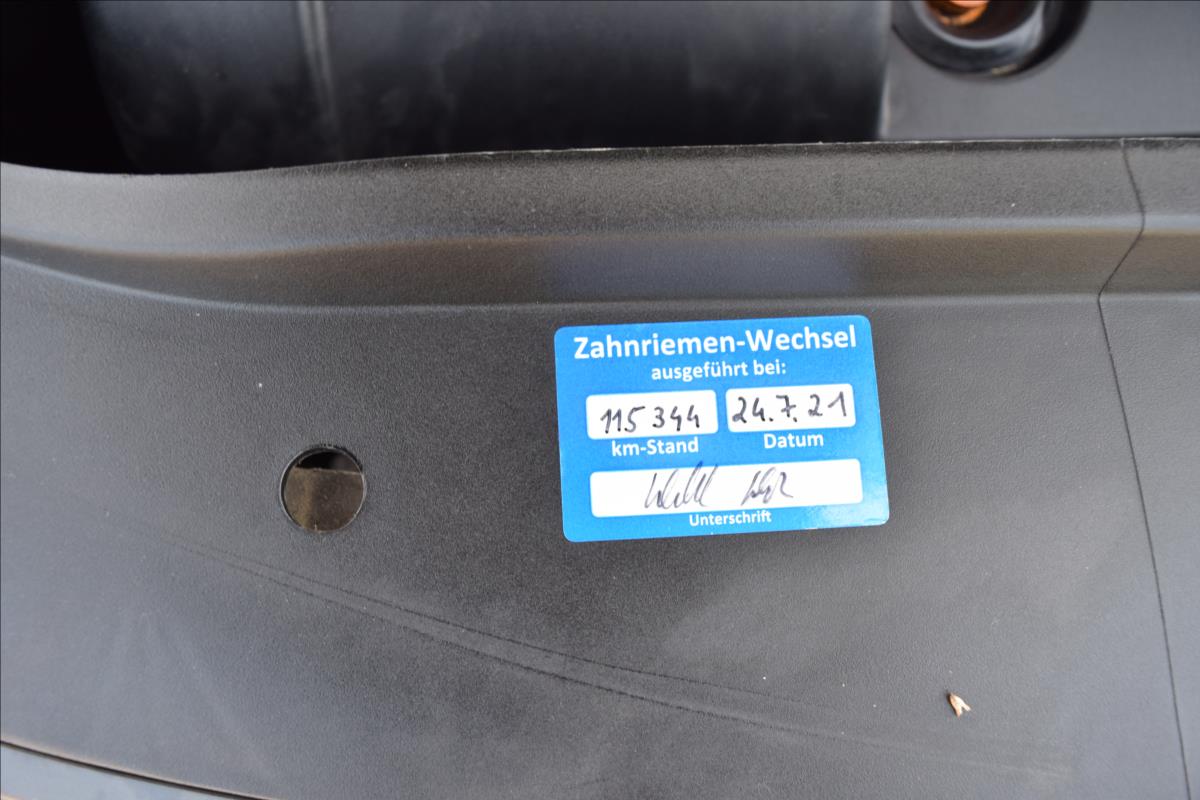 Zahnriemen-Wechsel
ausgeführt bei:
115 344 24.7.21
km-Stand Datum
Unterschrift